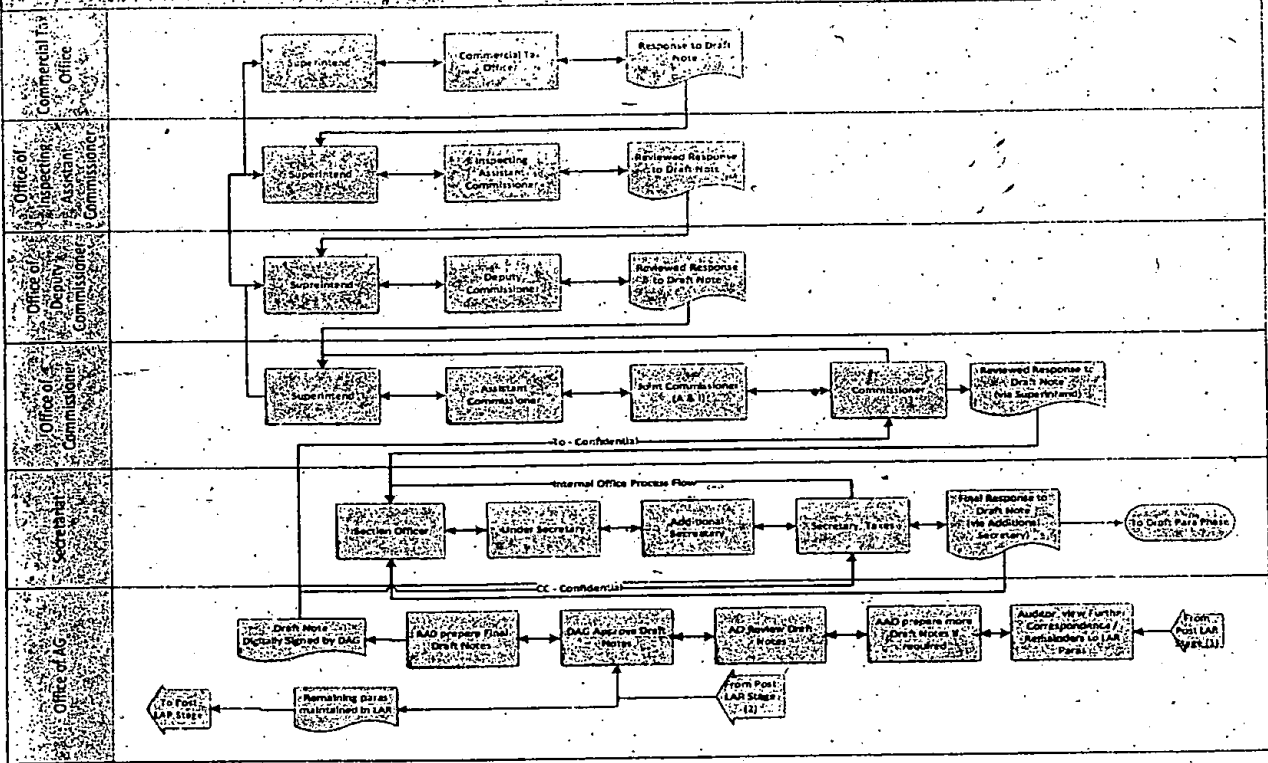 Commercial Tax
Office
Superintend
Commercial Tax
Officer
Response to Draft
Note
Office of
Inspecting
Assistant
Commissioner
Superintend
Inspecting
Assistant
Commissioner
Reviewed Response
to Draft Note
Office of
Deputy
Commissioner
Supreintend
Deputy
Commissioner
Reviewed Response
to Draft Note
Office of
Commissioner
Superintend
Assistant
Commissioner
Joint Commissioner
(A & I)
Commissioner
Reviewed Response to
Draft Note
(via Superintend)
To - Confidential
Secretariat
Internal Office Process Flow
Section Officer
Under Secretary
Additional
Secretary
Secretary, Taxes
Final Response to
Draft Note
(via Additional
Secretary)
To Draft Para Phase
CC - Confidential
Office of AG
Draft Note
Digitally Signed by DAG
AAD prepare Final
Draft Notes
DAG Approve Draft
Notes
AD Review Draft
Notes
AAD prepare more
Draft Notes if
required
Auditor view Furthr
Correspondence /
Remainders to LAR
Paras
From
Post LAR
Stage (1)
To Post
LAR Stage
Remaining paras
maintained in LAR
From Post
LAR Stage
(2)